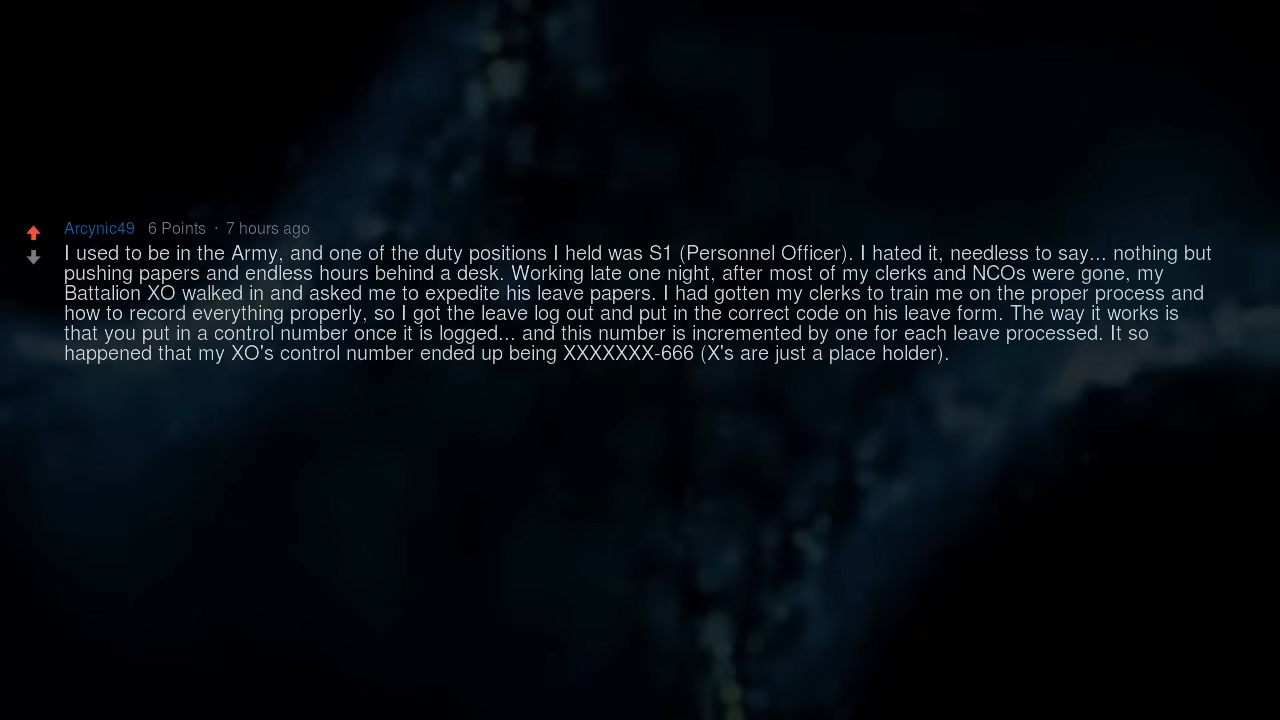 Arcynic49 6 Points · 7 hours ago
I used to be in the Army, and one of the duty positions I held was S1 (Personnel Officer). I hated it, needless to say... nothing but
pushing papers and endless hours behind a desk. Working late one night, after most of my clerks and NCOs were gone, my
Battalion XO walked in and asked me to expedite his leave papers. I had gotten my clerks to train me on the proper process and
how to record everything properly, so I got the leave log out and put in the correct code on his leave form. The way it works is
that you put in a control number once it is logged... and this number is incremented by one for each leave processed. It so
happened that my XO's control number ended up being XXXXXXX-666 (X's are just a place holder).